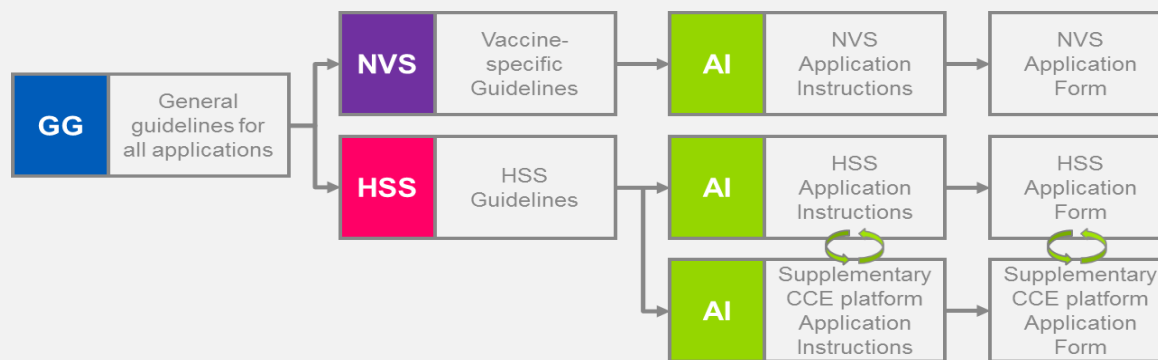 GG
General
guidelines for
all applications
NVS
Vaccine-
specific
Guidelines
AI
NVS
Application
Instructions
NVS
Application
Form
HSS
HSS
Guidelines
AI
HSS
Application
Instructions
HSS
Application
Form
AI
Supplementary
CCE platform
Application
Instructions
Supplementary
CCE platform
Application
Form